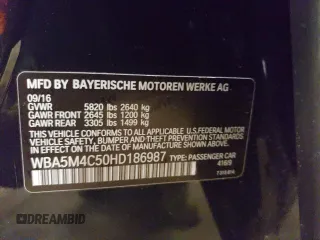 MFD BY BAYERISCHE MOTOREN WERKE AG
09/16
GVWR 5820 lbs 2640 kg
GAWR FRONT 2645 lbs 1200 kg
GAWR REAR 3305 lbs 1499 kg
THIS VEHICLE CONFORMS TO ALL APPLICABLE U.S.
FEDERAL MOTOR VEHICLE SAFETY, BUMPER, AND THEFT
PREVENTION STANDARDS IN EFFECT ON THE DATE
OF MANUFACTURE SHOWN ABOVE.
WBA5M4C50HD186987 TYPE: PASSENGER CAR
416/9
DREAMBID